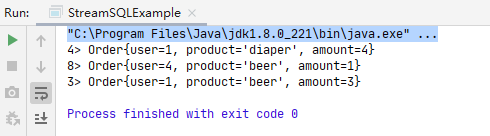 Run: StreamSQLExample
"C:\Program Files\Java\jdk1.8.0_221\bin\java.exe" ...
4> Order{user=1, product='diaper', amount=4}
8> Order{user=4, product='beer', amount=1}
3> Order{user=1, product='beer', amount=3}
Process finished with exit code 0